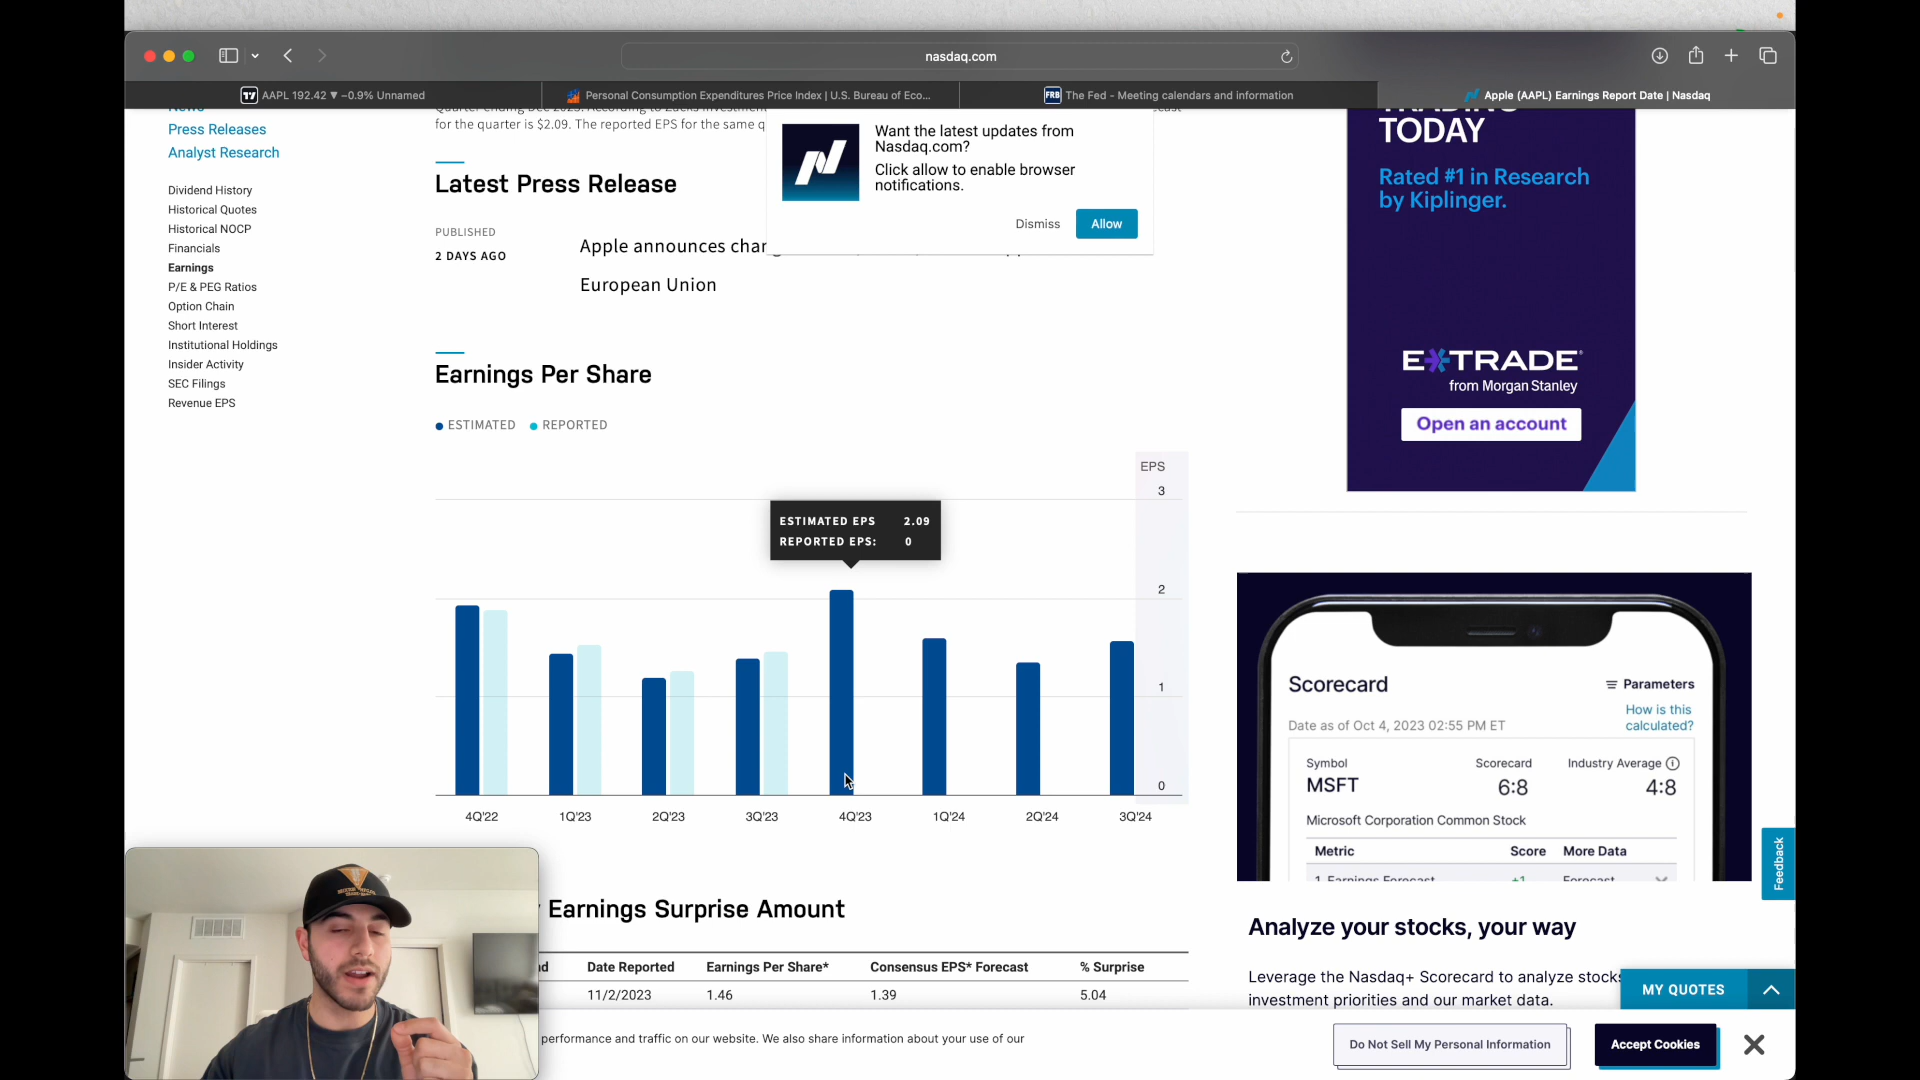 nasdaq.com
AAPL 192.42 ▼ −0.9% Unnamed
Personal Consumption Expenditures Price Index | U.S. Bureau of Eco...
FRB The Fed - Meeting calendars and information
Apple (AAPL) Earnings Report Date | Nasdaq
News
Press Releases
Analyst Research
Dividend History
Historical Quotes
Historical NOCP
Financials
Earnings
P/E & PEG Ratios
Option Chain
Short Interest
Institutional Holdings
Insider Activity
SEC Filings
Revenue EPS
for the quarter is $2.09. The reported EPS for the same q
Latest Press Release
PUBLISHED
2 DAYS AGO
Apple announces chan
European Union
Want the latest updates from
Nasdaq.com?
Click allow to enable browser
notifications.
Dismiss
Allow
Earnings Per Share
ESTIMATED
REPORTED
EPS
3
2
1
0
ESTIMATED EPS 2.09
REPORTED EPS: 0
4Q'22
1Q'23
2Q'23
3Q'23
4Q'23
1Q'24
2Q'24
3Q'24
Earnings Surprise Amount
Date Reported
Earnings Per Share*
Consensus EPS* Forecast
% Surprise
11/2/2023
1.46
1.39
5.04
performance and traffic on our website. We also share information about your use of our
TRADING
TODAY
Rated #1 in Research
by Kiplinger.
E*TRADE
from Morgan Stanley
Open an account
Scorecard
Parameters
How is this
calculated?
Date as of Oct 4, 2023 02:55 PM ET
Symbol
Scorecard
Industry Average
MSFT
6:8
4:8
Microsoft Corporation Common Stock
Metric
Score
More Data
1. Earnings Forecast
+1
Forecast
Feedback
Analyze your stocks, your way
Leverage the Nasdaq+ Scorecard to analyze stocks
investment priorities and our market data.
MY QUOTES
Do Not Sell My Personal Information
Accept Cookies